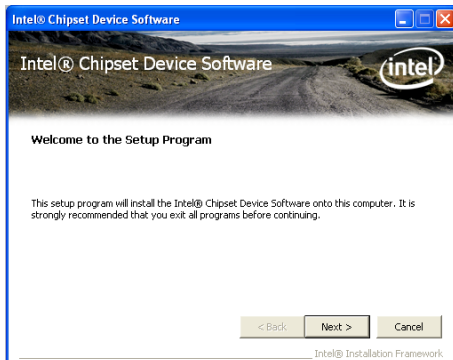 Intel® Chipset Device Software
Intel® Chipset Device Software
intel
Welcome to the Setup Program
This setup program will install the Intel® Chipset Device Software onto this computer. It is
strongly recommended that you exit all programs before continuing.
< Back Next > Cancel
Intel® Installation Framework